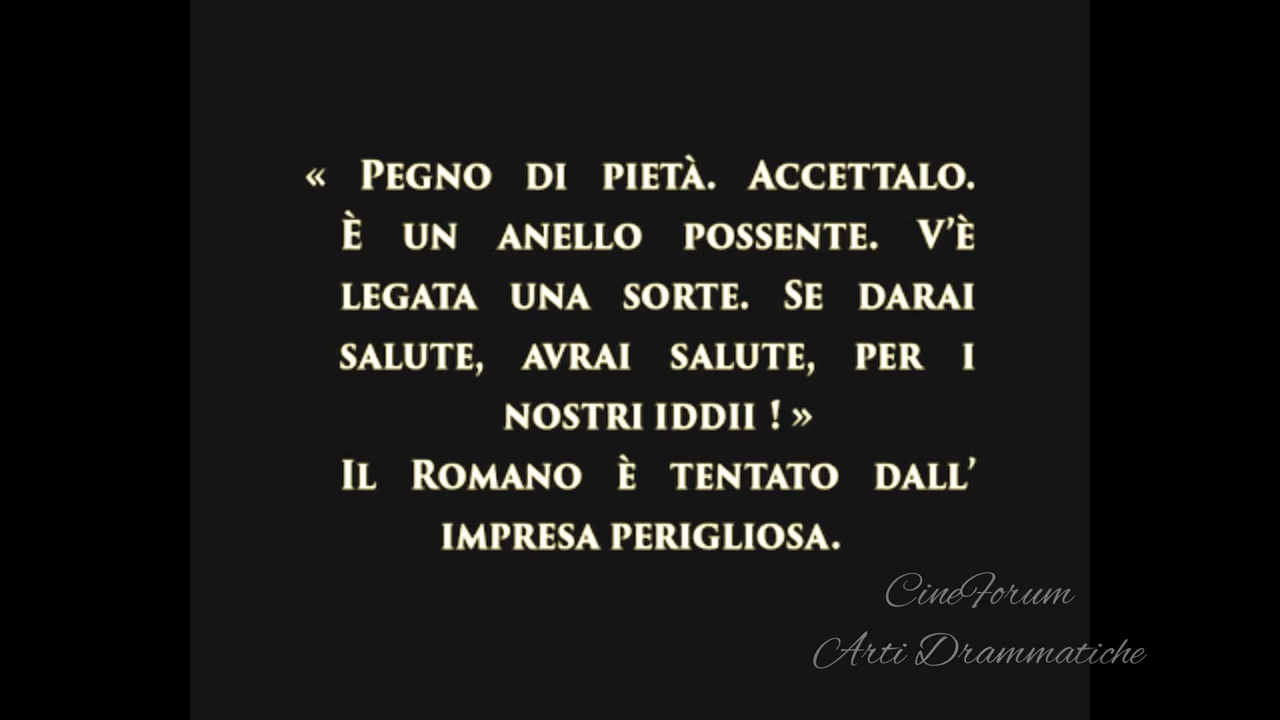 « Pegno di pietà. Accettalo.
È un anello possente. V’è
legata una sorte. Se darai
salute, avrai salute, per i
nostri iddii ! »
Il Romano è tentato dall’
impresa perigliosa.
CineForum
Arti Drammatiche